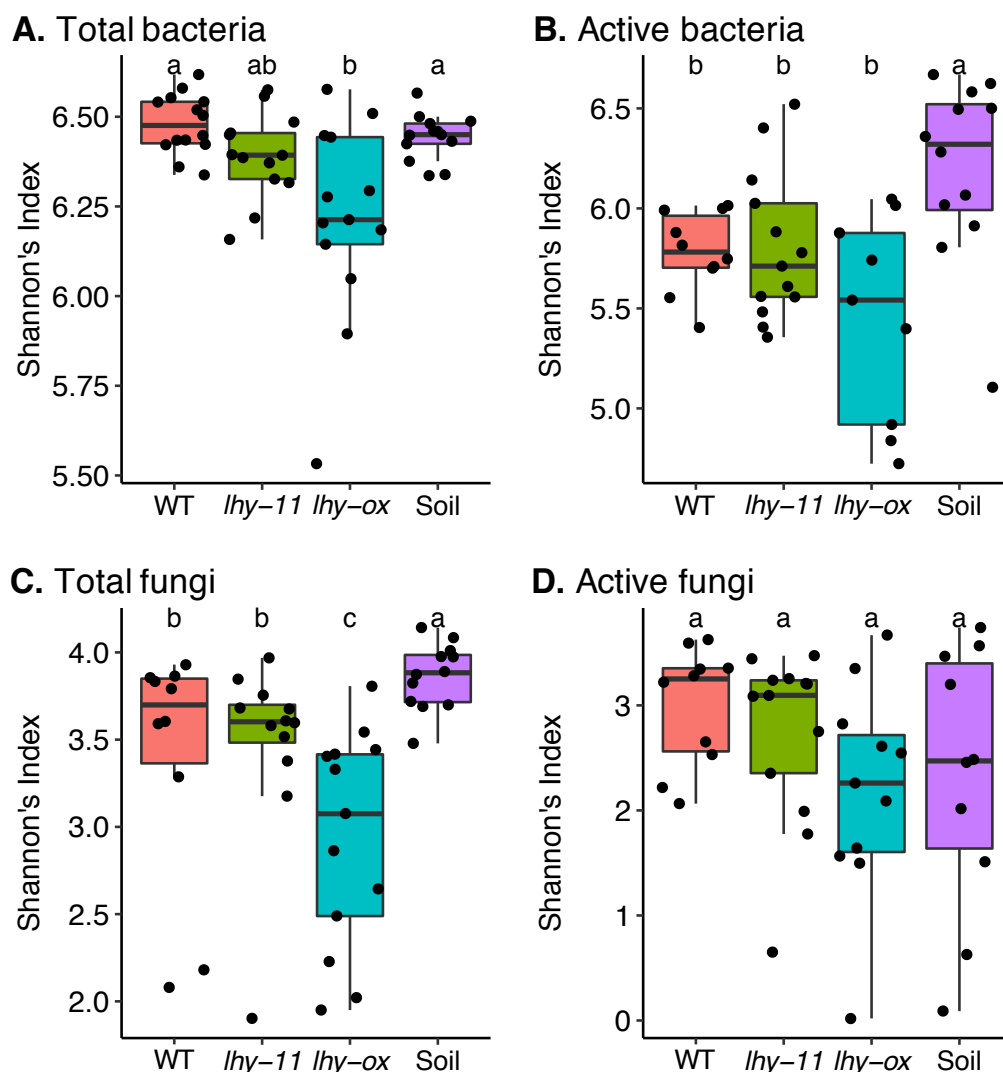 A. Total bacteria
a ab b a
Shannon's Index
6.50
6.25
6.00
5.75
5.50
WT lhy−11 lhy−ox Soil
B. Active bacteria
b b b a
Shannon's Index
6.5
6.0
5.5
5.0
WT lhy−11 lhy−ox Soil
C. Total fungi
b b c a
Shannon's Index
4.0
3.5
3.0
2.5
2.0
WT lhy−11 lhy−ox Soil
D. Active fungi
a a a a
Shannon's Index
3
2
1
0
WT lhy−11 lhy−ox Soil